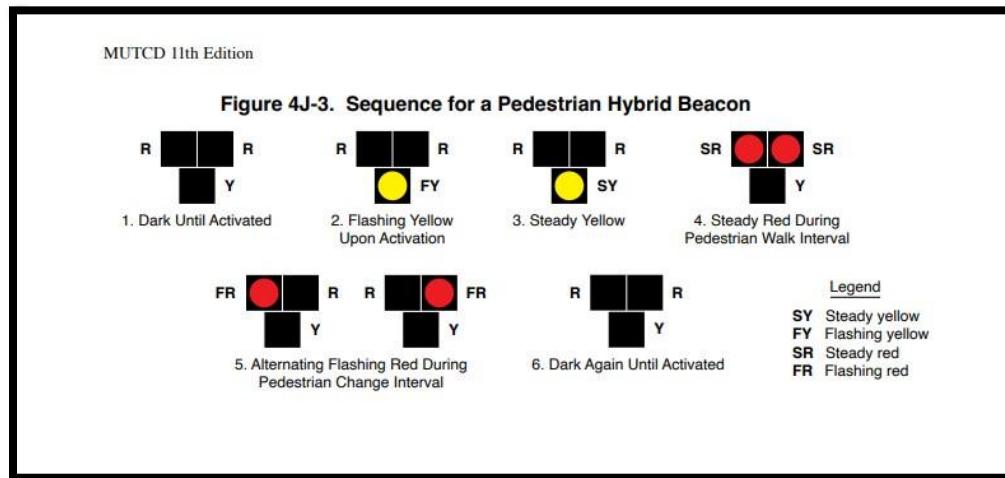 MUTCD 11th Edition
Figure 4J-3. Sequence for a Pedestrian Hybrid Beacon
R R
Y
1. Dark Until Activated
R R
FY
2. Flashing Yellow
Upon Activation
R R
SY
3. Steady Yellow
SR SR
Y
4. Steady Red During
Pedestrian Walk Interval
FR R
Y
R FR
Y
5. Alternating Flashing Red During
Pedestrian Change Interval
R R
Y
6. Dark Again Until Activated
Legend
SY Steady yellow
FY Flashing yellow
SR Steady red
FR Flashing red